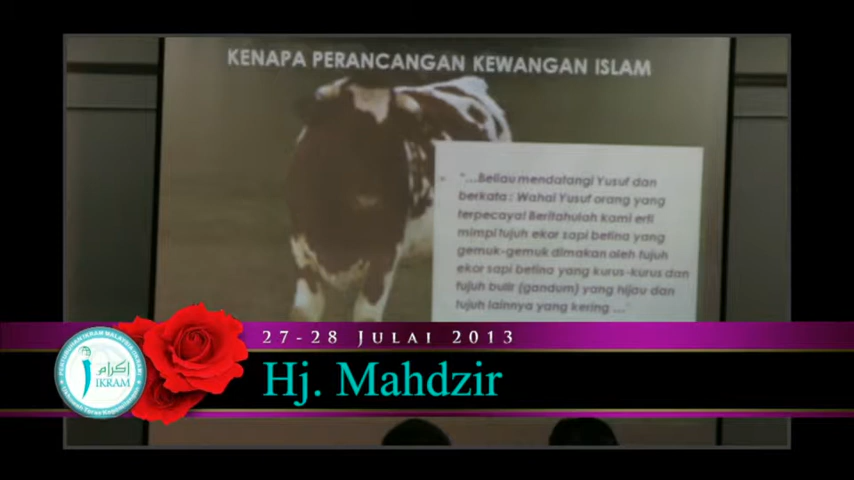 KENAPA PERANCANGAN KEWANGAN ISLAM
"...Beliau mendatangi Yusuf dan
berkata : Wahai Yusuf orang yang
terpecaya! Beritahulah kami erti
mimpi tujuh ekor sapi betina yang
gemuk-gemuk dimakan oleh tujuh
ekor sapi betina yang kurus-kurus dan
tujuh bulir (gandum) yang hijau dan
tujuh lainnya yang kering ..."
27-28 Julai 2013
Hj. Mahdzir
إكرام
IKRAM